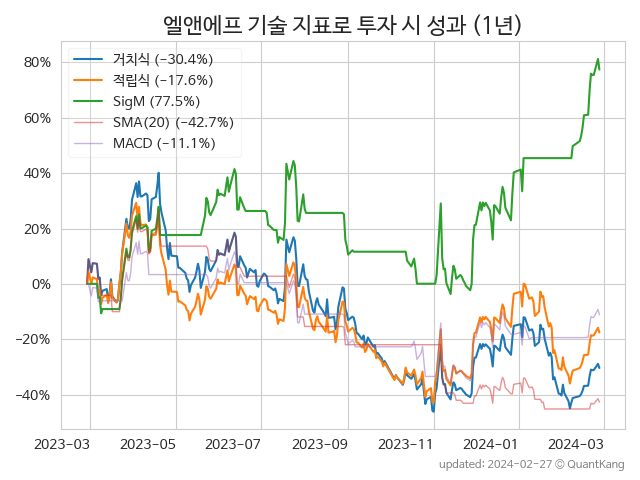 엘앤에프 기술 지표로 투자 시 성과 (1년)
거치식 (−30.4%)
적립식 (−17.6%)
SigM (77.5%)
SMA(20) (−42.7%)
MACD (−11.1%)
80%
60%
40%
20%
0%
−20%
−40%
2023-03 2023-05 2023-07 2023-09 2023-11 2024-01 2024-03
updated: 2024-02-27 © QuantKang